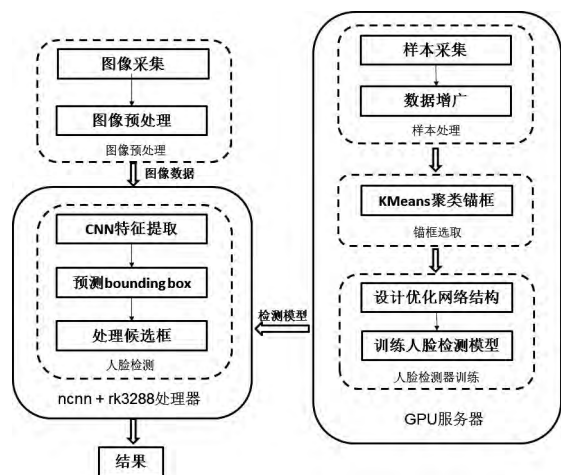 图像采集
图像预处理
图像预处理
图像数据
CNN特征提取
预测bounding box
处理候选框
人脸检测
ncnn + rk3288处理器
结果
检测模型
样本采集
数据增广
样本处理
KMeans聚类锚框
锚框选取
设计优化网络结构
训练人脸检测模型
人脸检测器训练
GPU服务器